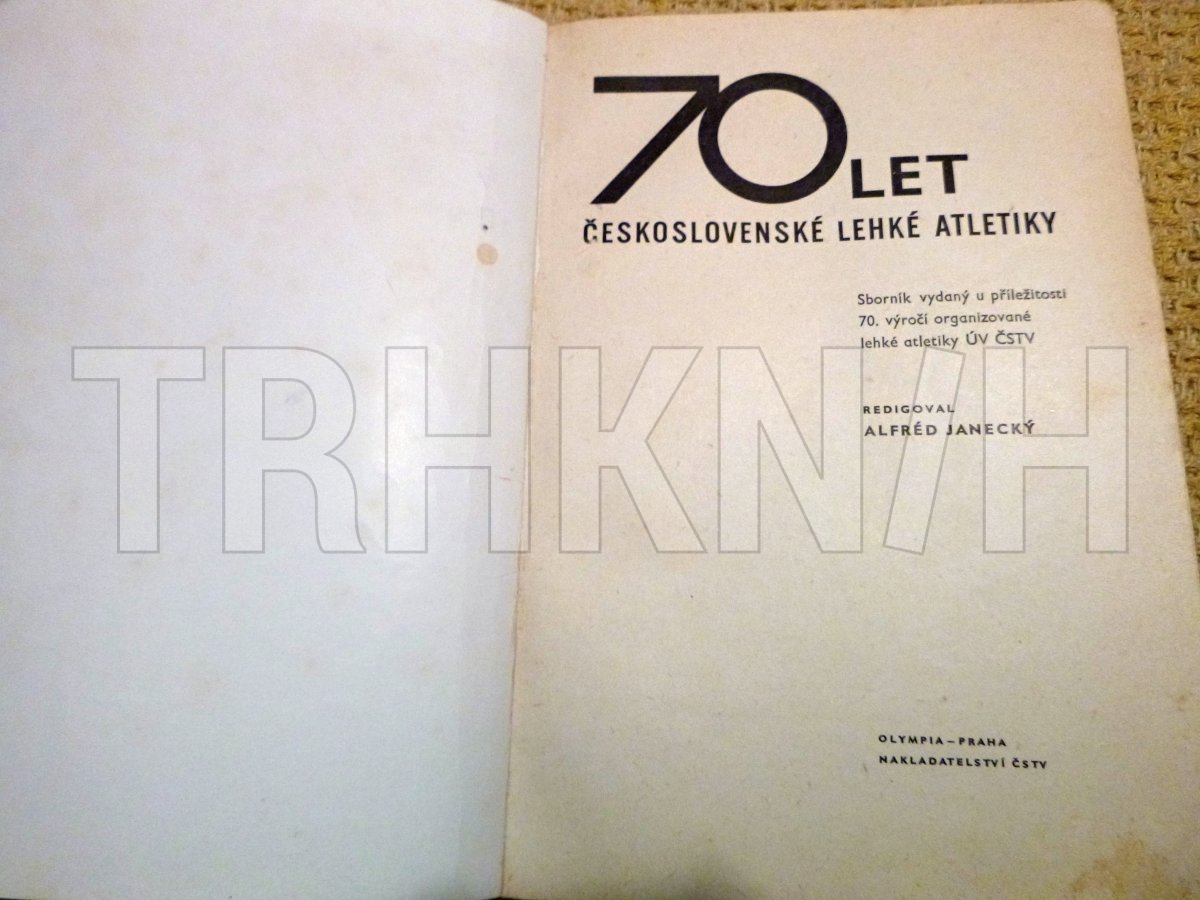 70 LET
ČESKOSLOVENSKÉ LEHKÉ ATLETIKY
Sborník vydaný u příležitosti
70. výročí organizované
lehké atletiky ÚV ČSTV
REDIGOVAL
ALFRÉD JANECKÝ
TRHKN/H
OLYMPIA – PRAHA
NAKLADATELSTVÍ ČSTV